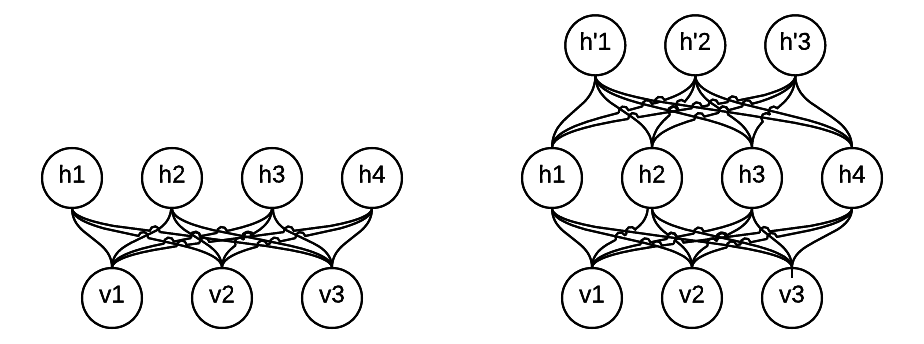 h'1 h'2 h'3
h1 h2 h3 h4 h1 h2 h3 h4
v1 v2 v3 v1 v2 v3